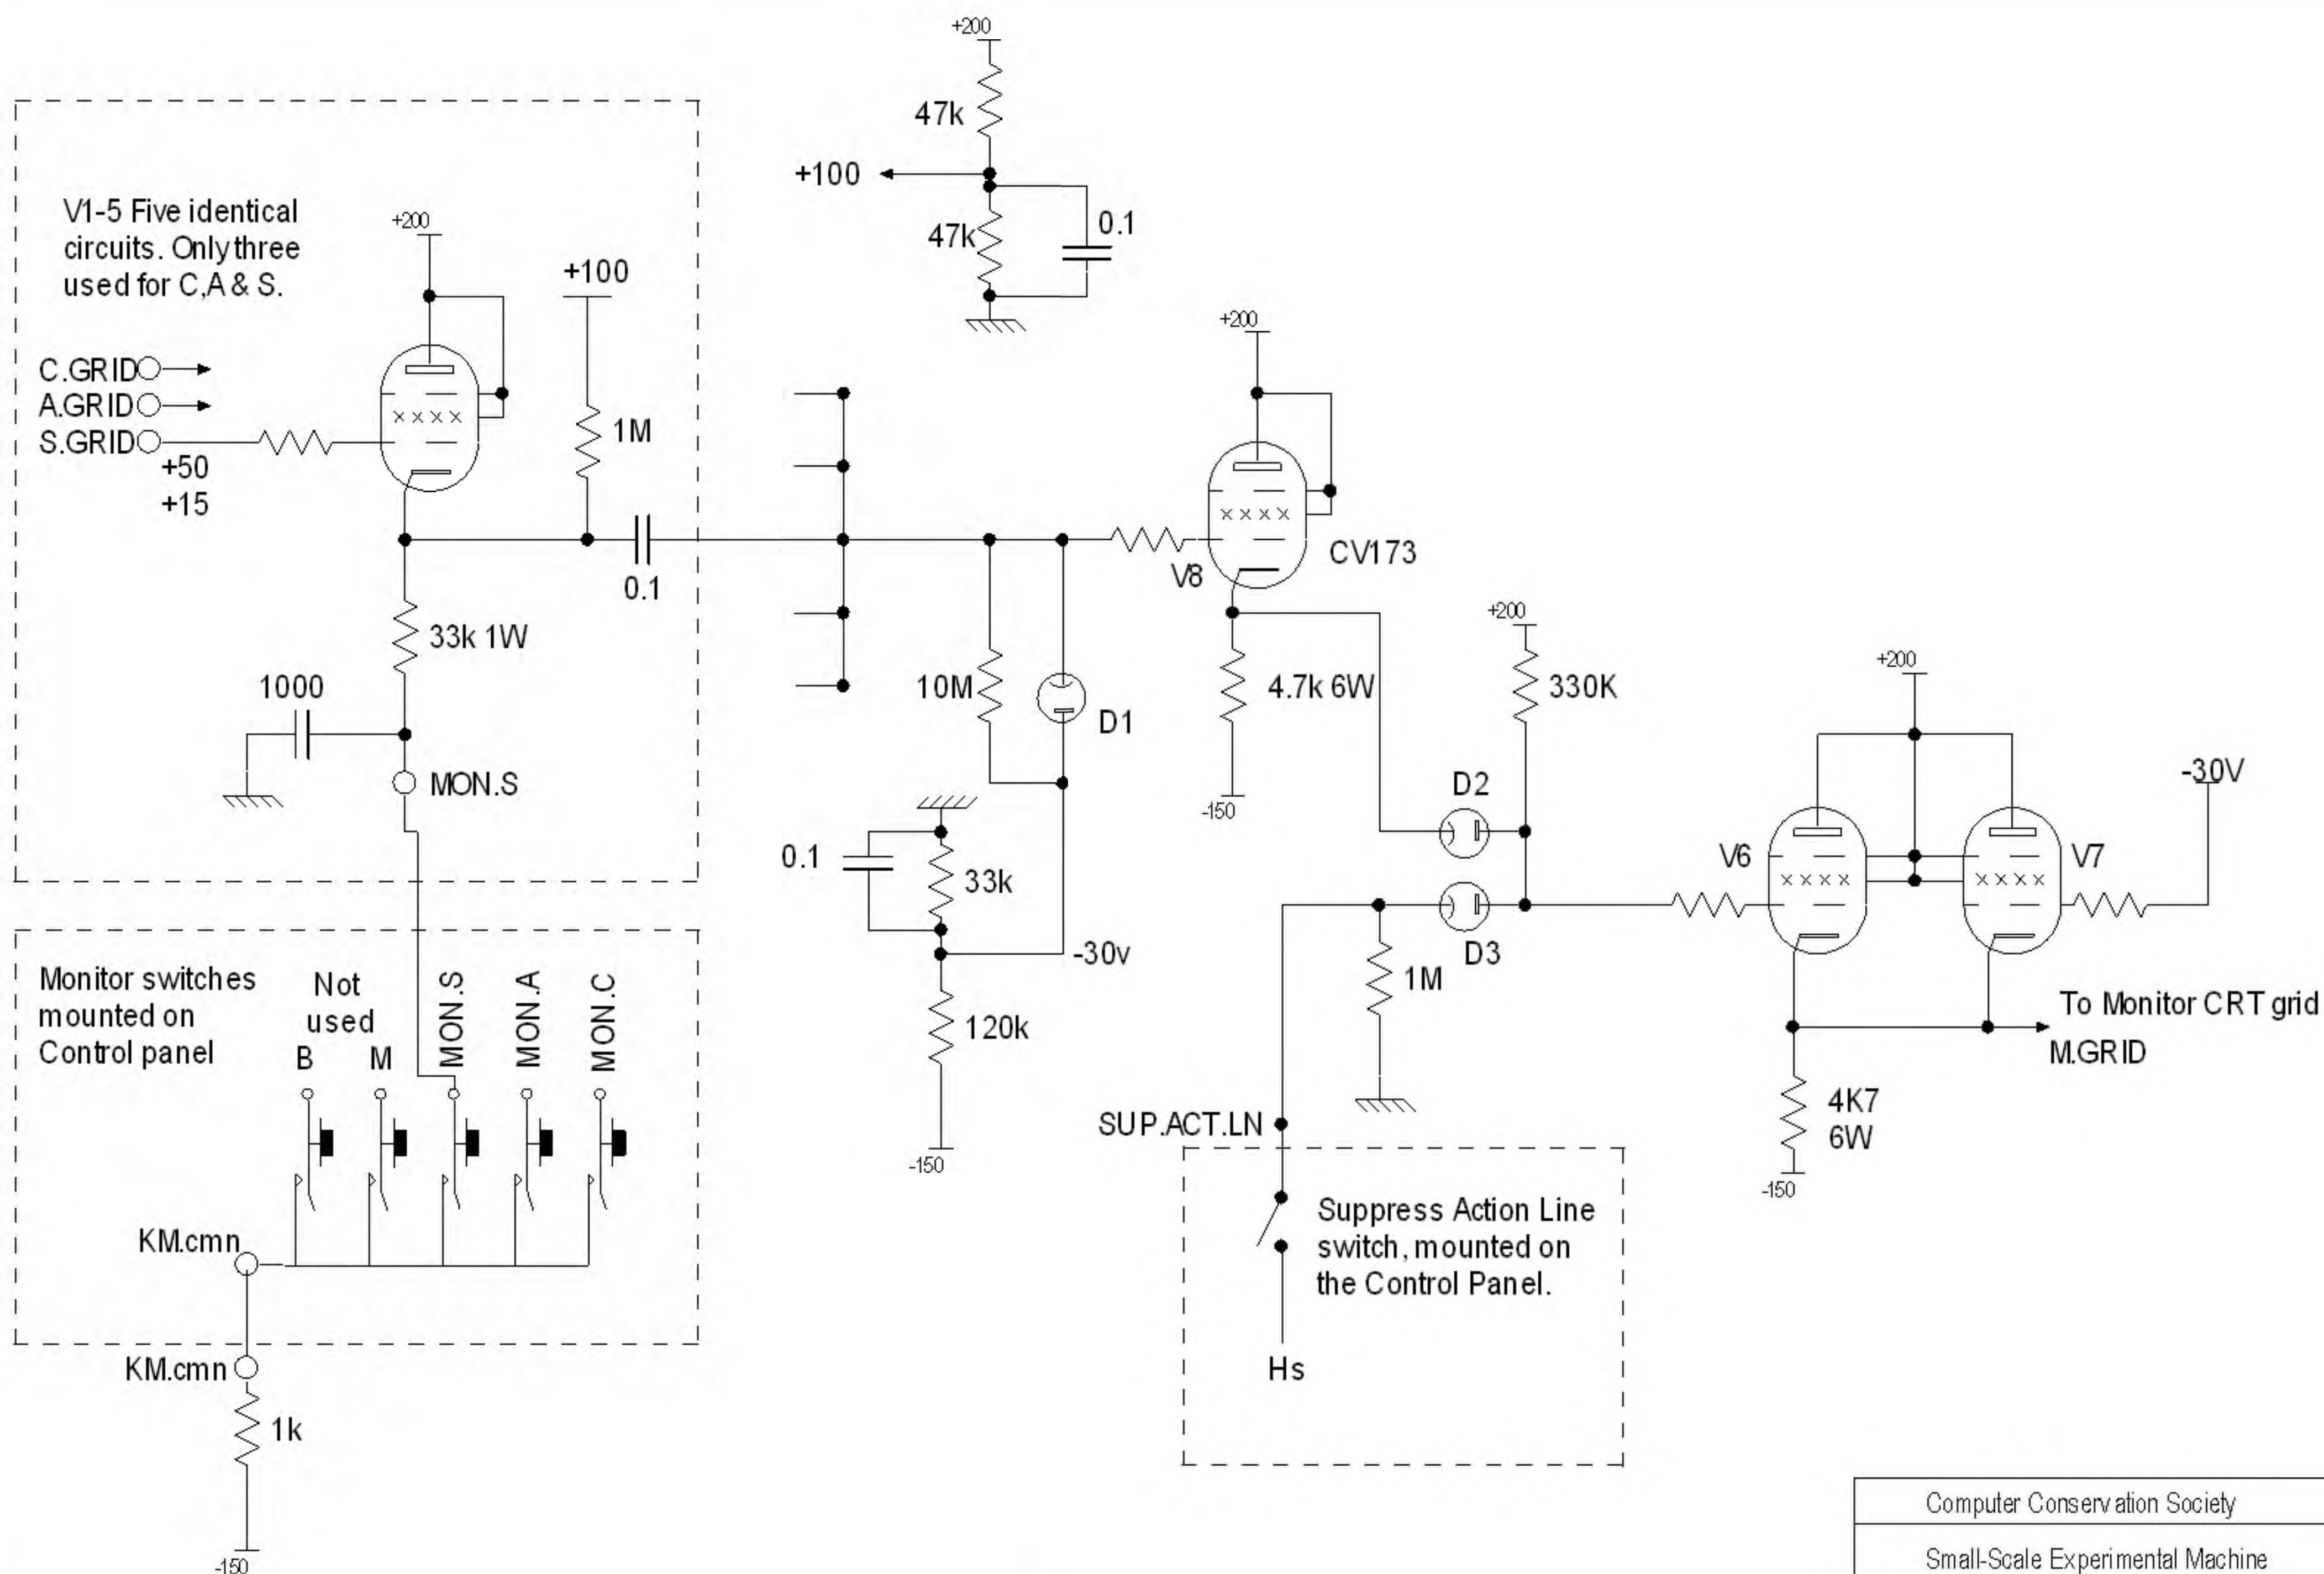 +200
47k
+100
47k
0.1
V1-5 Five identical
circuits. Only three
used for C,A & S.
+200
+100
C.GRID
A.GRID
S.GRID
+50
+15
1M
0.1
33k 1W
1000
MON.S
+200
V8
CV173
10M
D1
4.7k 6W
-150
+200
330K
D2
D3
1M
0.1
33k
-30v
120k
-150
+200
-30V
V6
V7
To Monitor CRT grid
M.GRID
4K7
6W
-150
Monitor switches
mounted on
Control panel
Not
used
B
M
MON.S
MON.A
MON.C
KM.cmn
KM.cmn
1k
-150
SUP.ACT.LN
Suppress Action Line
switch, mounted on
the Control Panel.
Hs
Computer Conservation Society
Small-Scale Experimental Machine